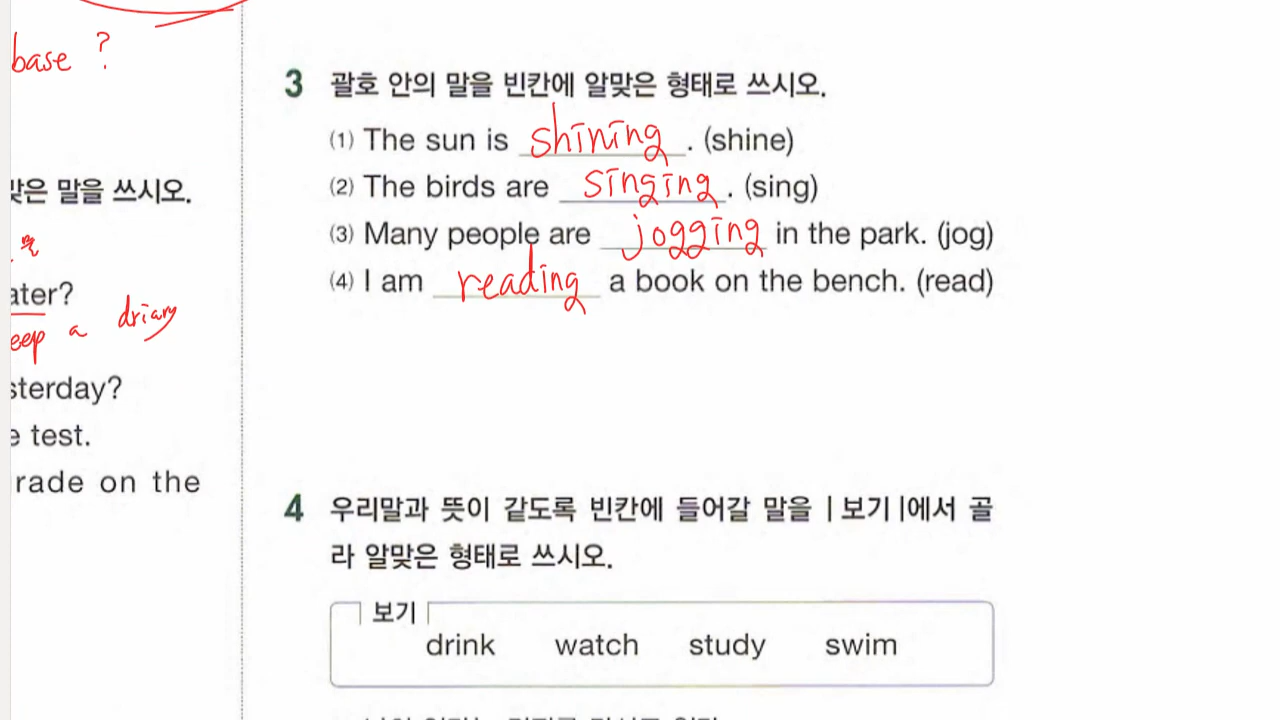 base ?
맞은 말을 쓰시오.
ater?
eep a driary
sterday?
e test.
rade on the
3 괄호 안의 말을 빈칸에 알맞은 형태로 쓰시오.
(1) The sun is shining . (shine)
(2) The birds are singing . (sing)
(3) Many people are jogging in the park. (jog)
(4) I am reading a book on the bench. (read)
4 우리말과 뜻이 같도록 빈칸에 들어갈 말을 | 보기 |에서 골
라 알맞은 형태로 쓰시오.
보기
drink watch study swim